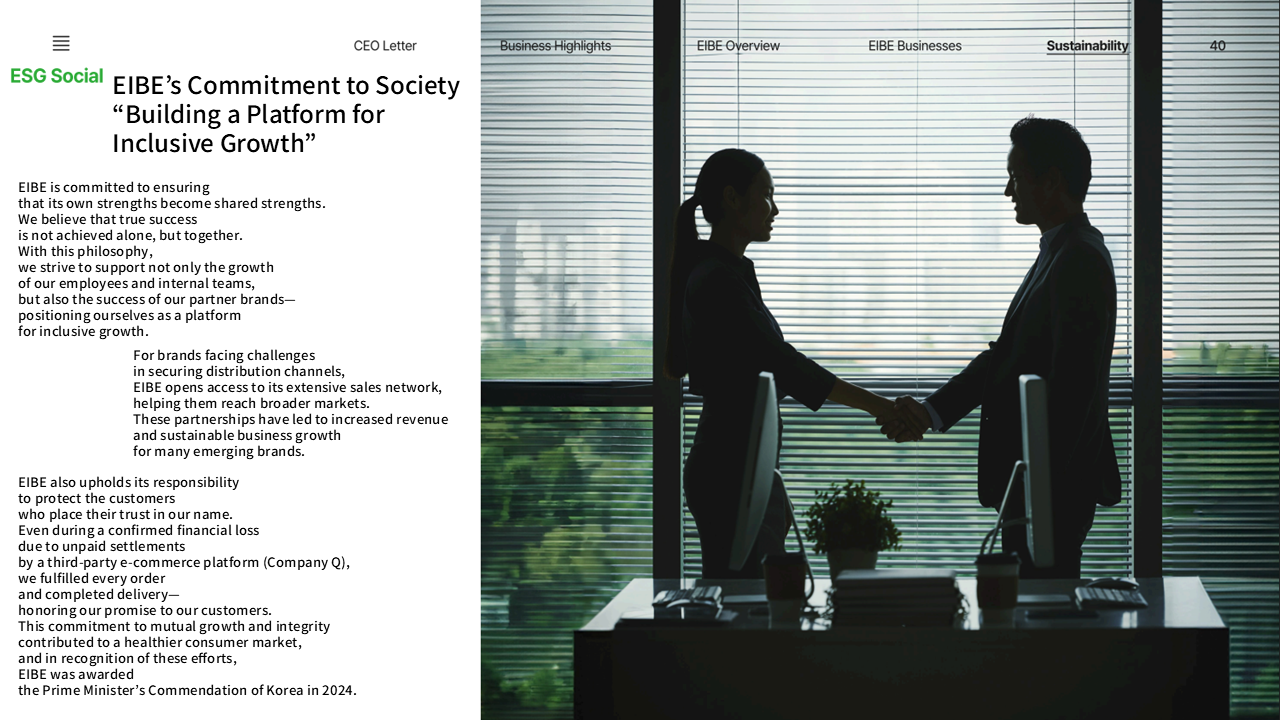 CEO Letter
Business Highlights
EIBE Overview
EIBE Businesses
Sustainability
40
ESG Social
EIBE’s Commitment to Society
“Building a Platform for
Inclusive Growth”
EIBE is committed to ensuring
that its own strengths become shared strengths.
We believe that true success
is not achieved alone, but together.
With this philosophy,
we strive to support not only the growth
of our employees and internal teams,
but also the success of our partner brands—
positioning ourselves as a platform
for inclusive growth.
For brands facing challenges
in securing distribution channels,
EIBE opens access to its extensive sales network,
helping them reach broader markets.
These partnerships have led to increased revenue
and sustainable business growth
for many emerging brands.
EIBE also upholds its responsibility
to protect the customers
who place their trust in our name.
Even during a confirmed financial loss
due to unpaid settlements
by a third-party e-commerce platform (Company Q),
we fulfilled every order
and completed delivery—
honoring our promise to our customers.
This commitment to mutual growth and integrity
contributed to a healthier consumer market,
and in recognition of these efforts,
EIBE was awarded
the Prime Minister’s Commendation of Korea in 2024.